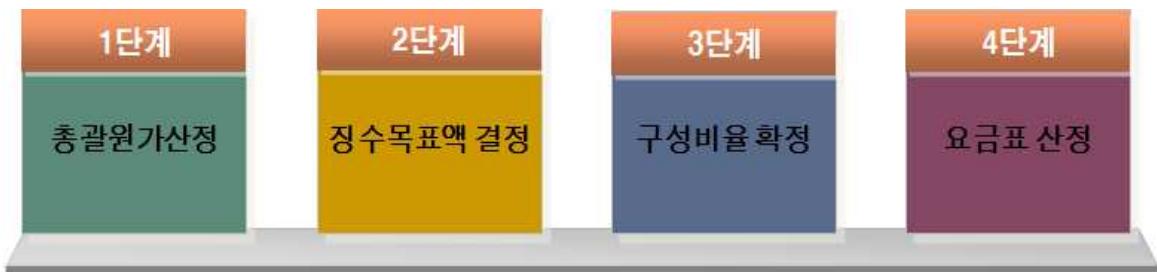 1단계
총괄원가산정
2단계
징수목표액 결정
3단계
구성비율 확정
4단계
요금표 산정